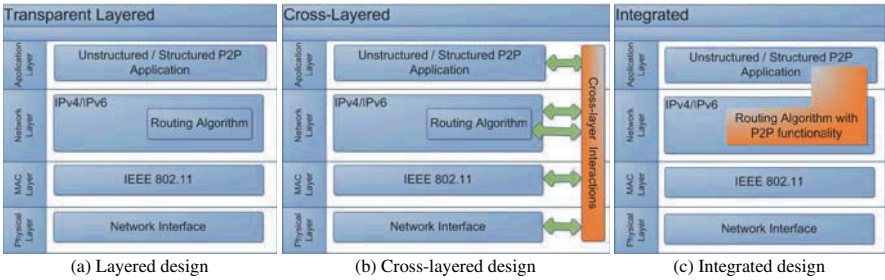 Transparent Layered
Application
Layer
Unstructured / Structured P2P
Application
Network
Layer
IPv4/IPv6
Routing Algorithm
MAC
Layer
IEEE 802.11
Physical
Layer
Network Interface
(a) Layered design
Cross-Layered
Application
Layer
Unstructured / Structured P2P
Application
Network
Layer
IPv4/IPv6
Routing Algorithm
MAC
Layer
IEEE 802.11
Physical
Layer
Network Interface
Cross-layer Interactions
(b) Cross-layered design
Integrated
Application
Layer
Unstructured / Structured P2P
Application
Network
Layer
IPv4/IPv6
Routing Algorithm with
P2P functionality
MAC
Layer
IEEE 802.11
Physical
Layer
Network Interface
(c) Integrated design